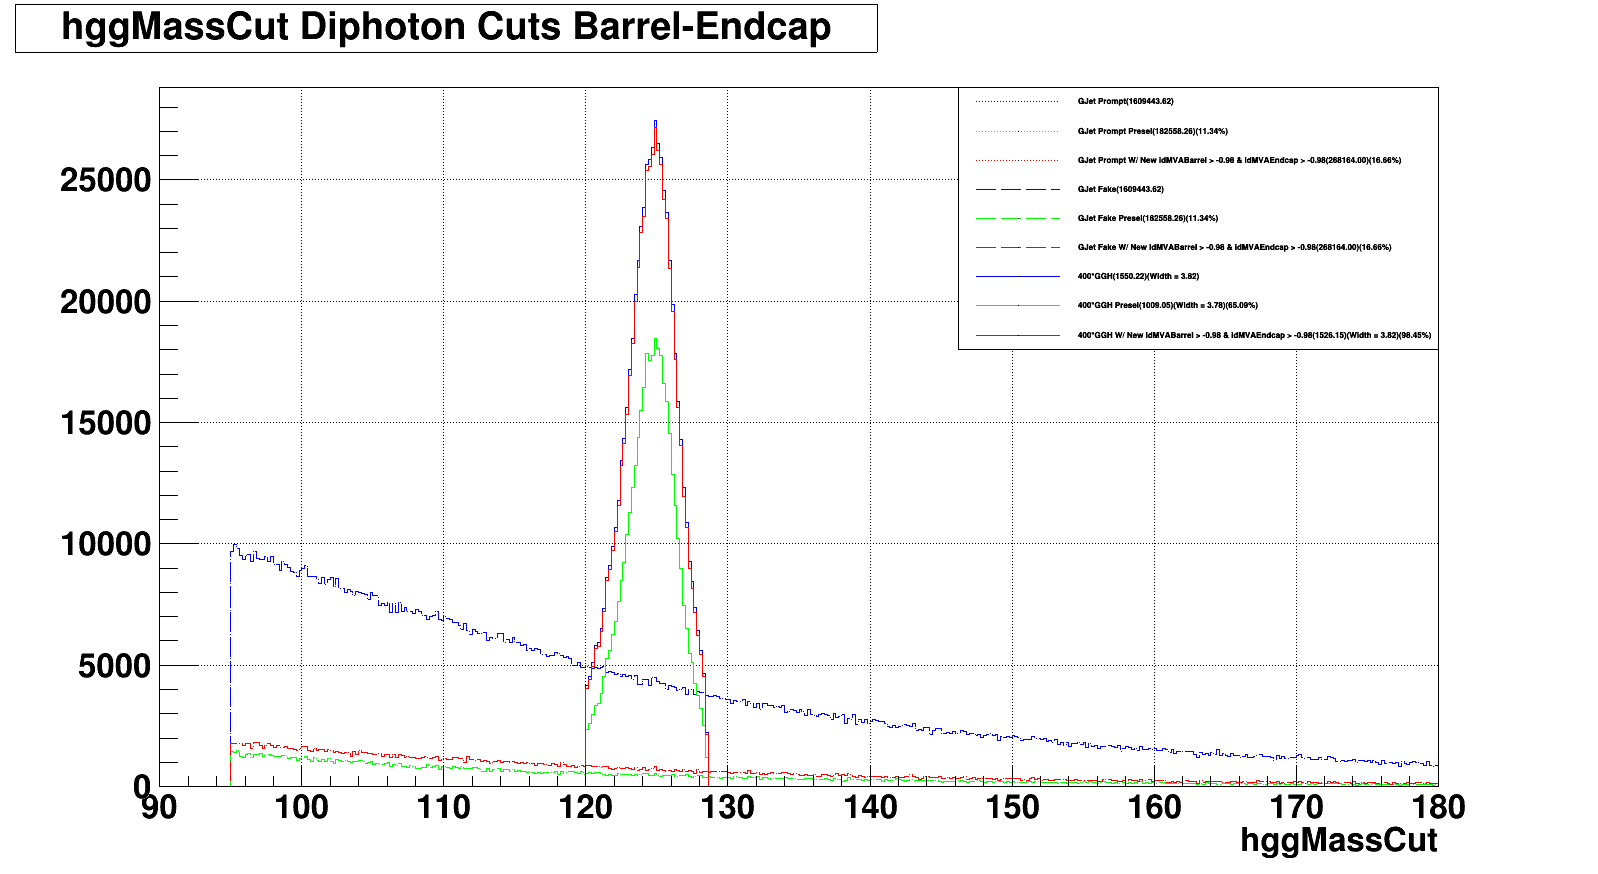 hggMassCut Diphoton Cuts Barrel-Endcap
GJet Prompt(1609443.62)
GJet Prompt Presel(182558.26)(11.34%)
GJet Prompt W/ New idMVABarrel > -0.98 & idMVAEndcap > -0.98(268164.00)(16.66%)
GJet Fake(1609443.62)
GJet Fake Presel(182558.26)(11.34%)
GJet Fake W/ New idMVABarrel > -0.98 & idMVAEndcap > -0.98(268164.00)(16.66%)
400*GGH(1550.22)(Width = 3.82)
400*GGH Presel(1009.05)(Width = 3.78)(65.09%)
400*GGH W/ New idMVABarrel > -0.98 & idMVAEndcap > -0.98(1526.15)(Width = 3.82)(98.45%)
25000
20000
15000
10000
5000
0
90 100 110 120 130 140 150 160 170 180
hggMassCut